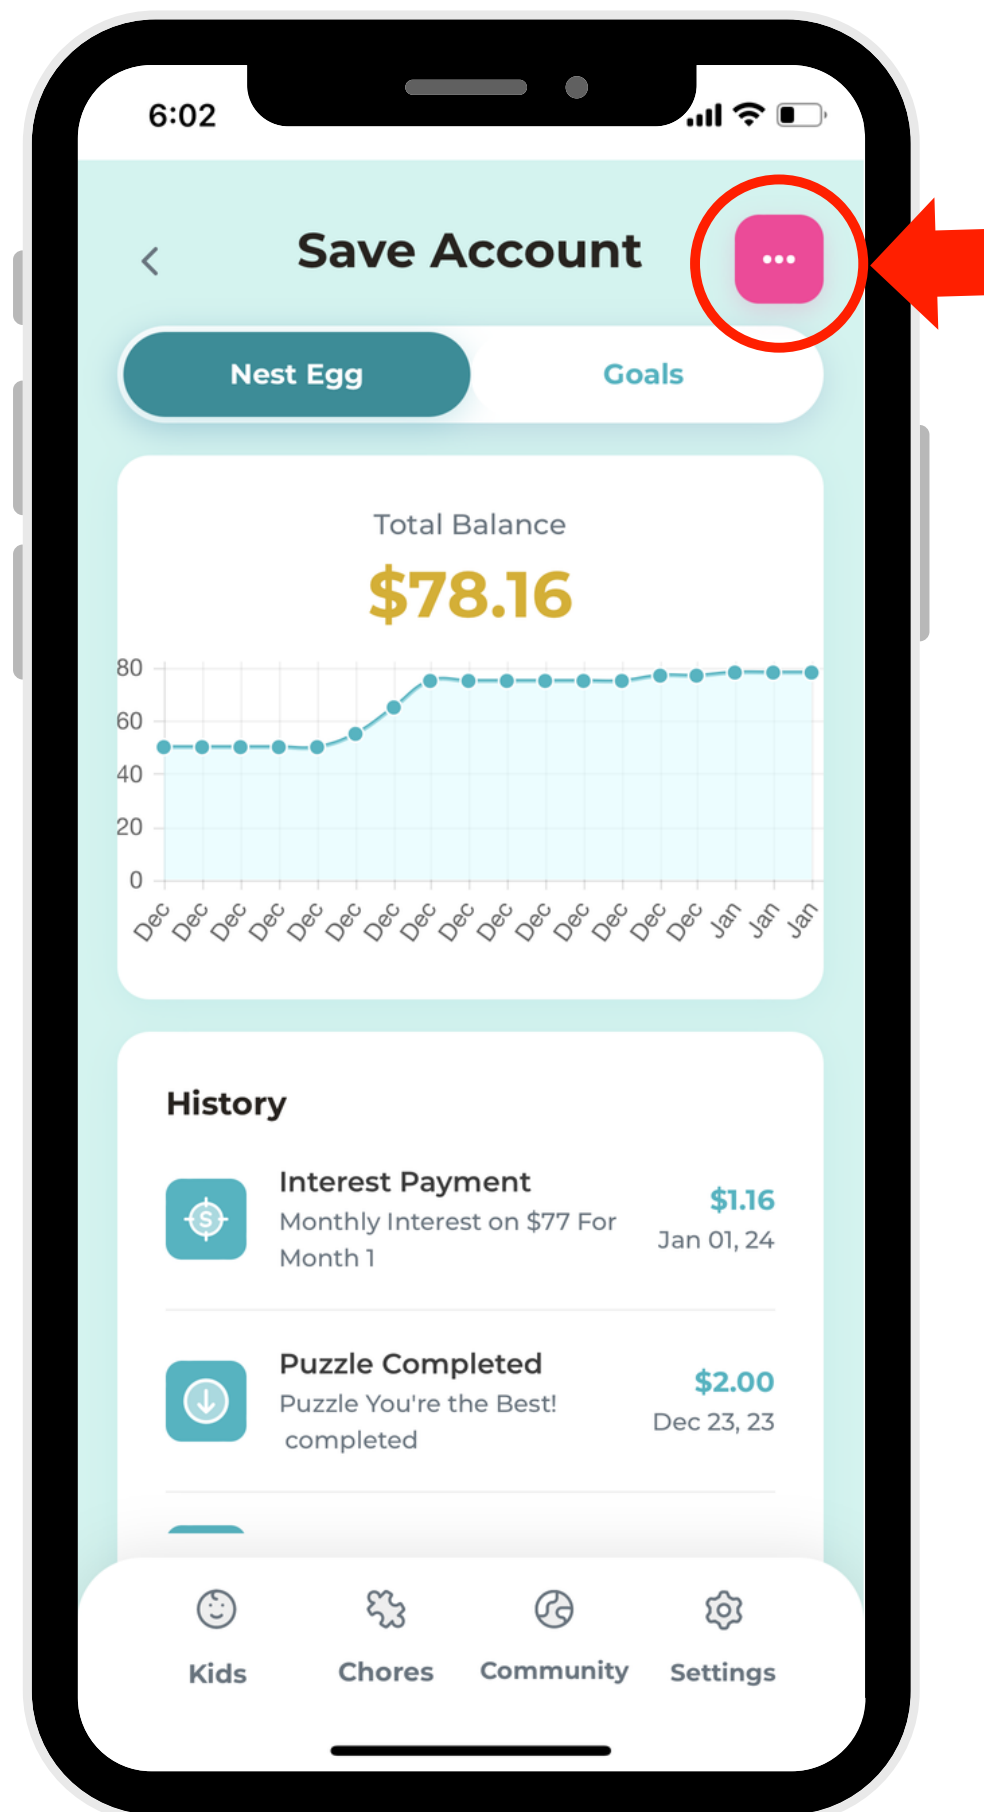 6:02
Save Account
Nest Egg
Goals
Total Balance
$78.16
80
60
40
20
0
Dec Dec Dec Dec Dec Dec Dec Dec Dec Dec Dec Dec Dec Dec Dec Jan Jan Jan
History
Interest Payment
Monthly Interest on $77 For
Month 1
$1.16
Jan 01, 24
Puzzle Completed
Puzzle You're the Best!
completed
$2.00
Dec 23, 23
Kids
Chores
Community
Settings